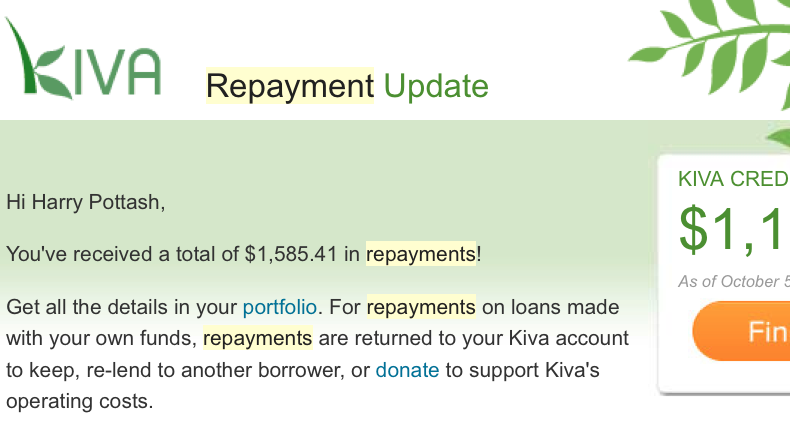 KIVA
Repayment Update
Hi Harry Pottash,
You've received a total of $1,585.41 in repayments!
Get all the details in your portfolio. For repayments on loans made
with your own funds, repayments are returned to your Kiva account
to keep, re-lend to another borrower, or donate to support Kiva's
operating costs.
KIVA CRED
$1,1
As of October 5
Fin